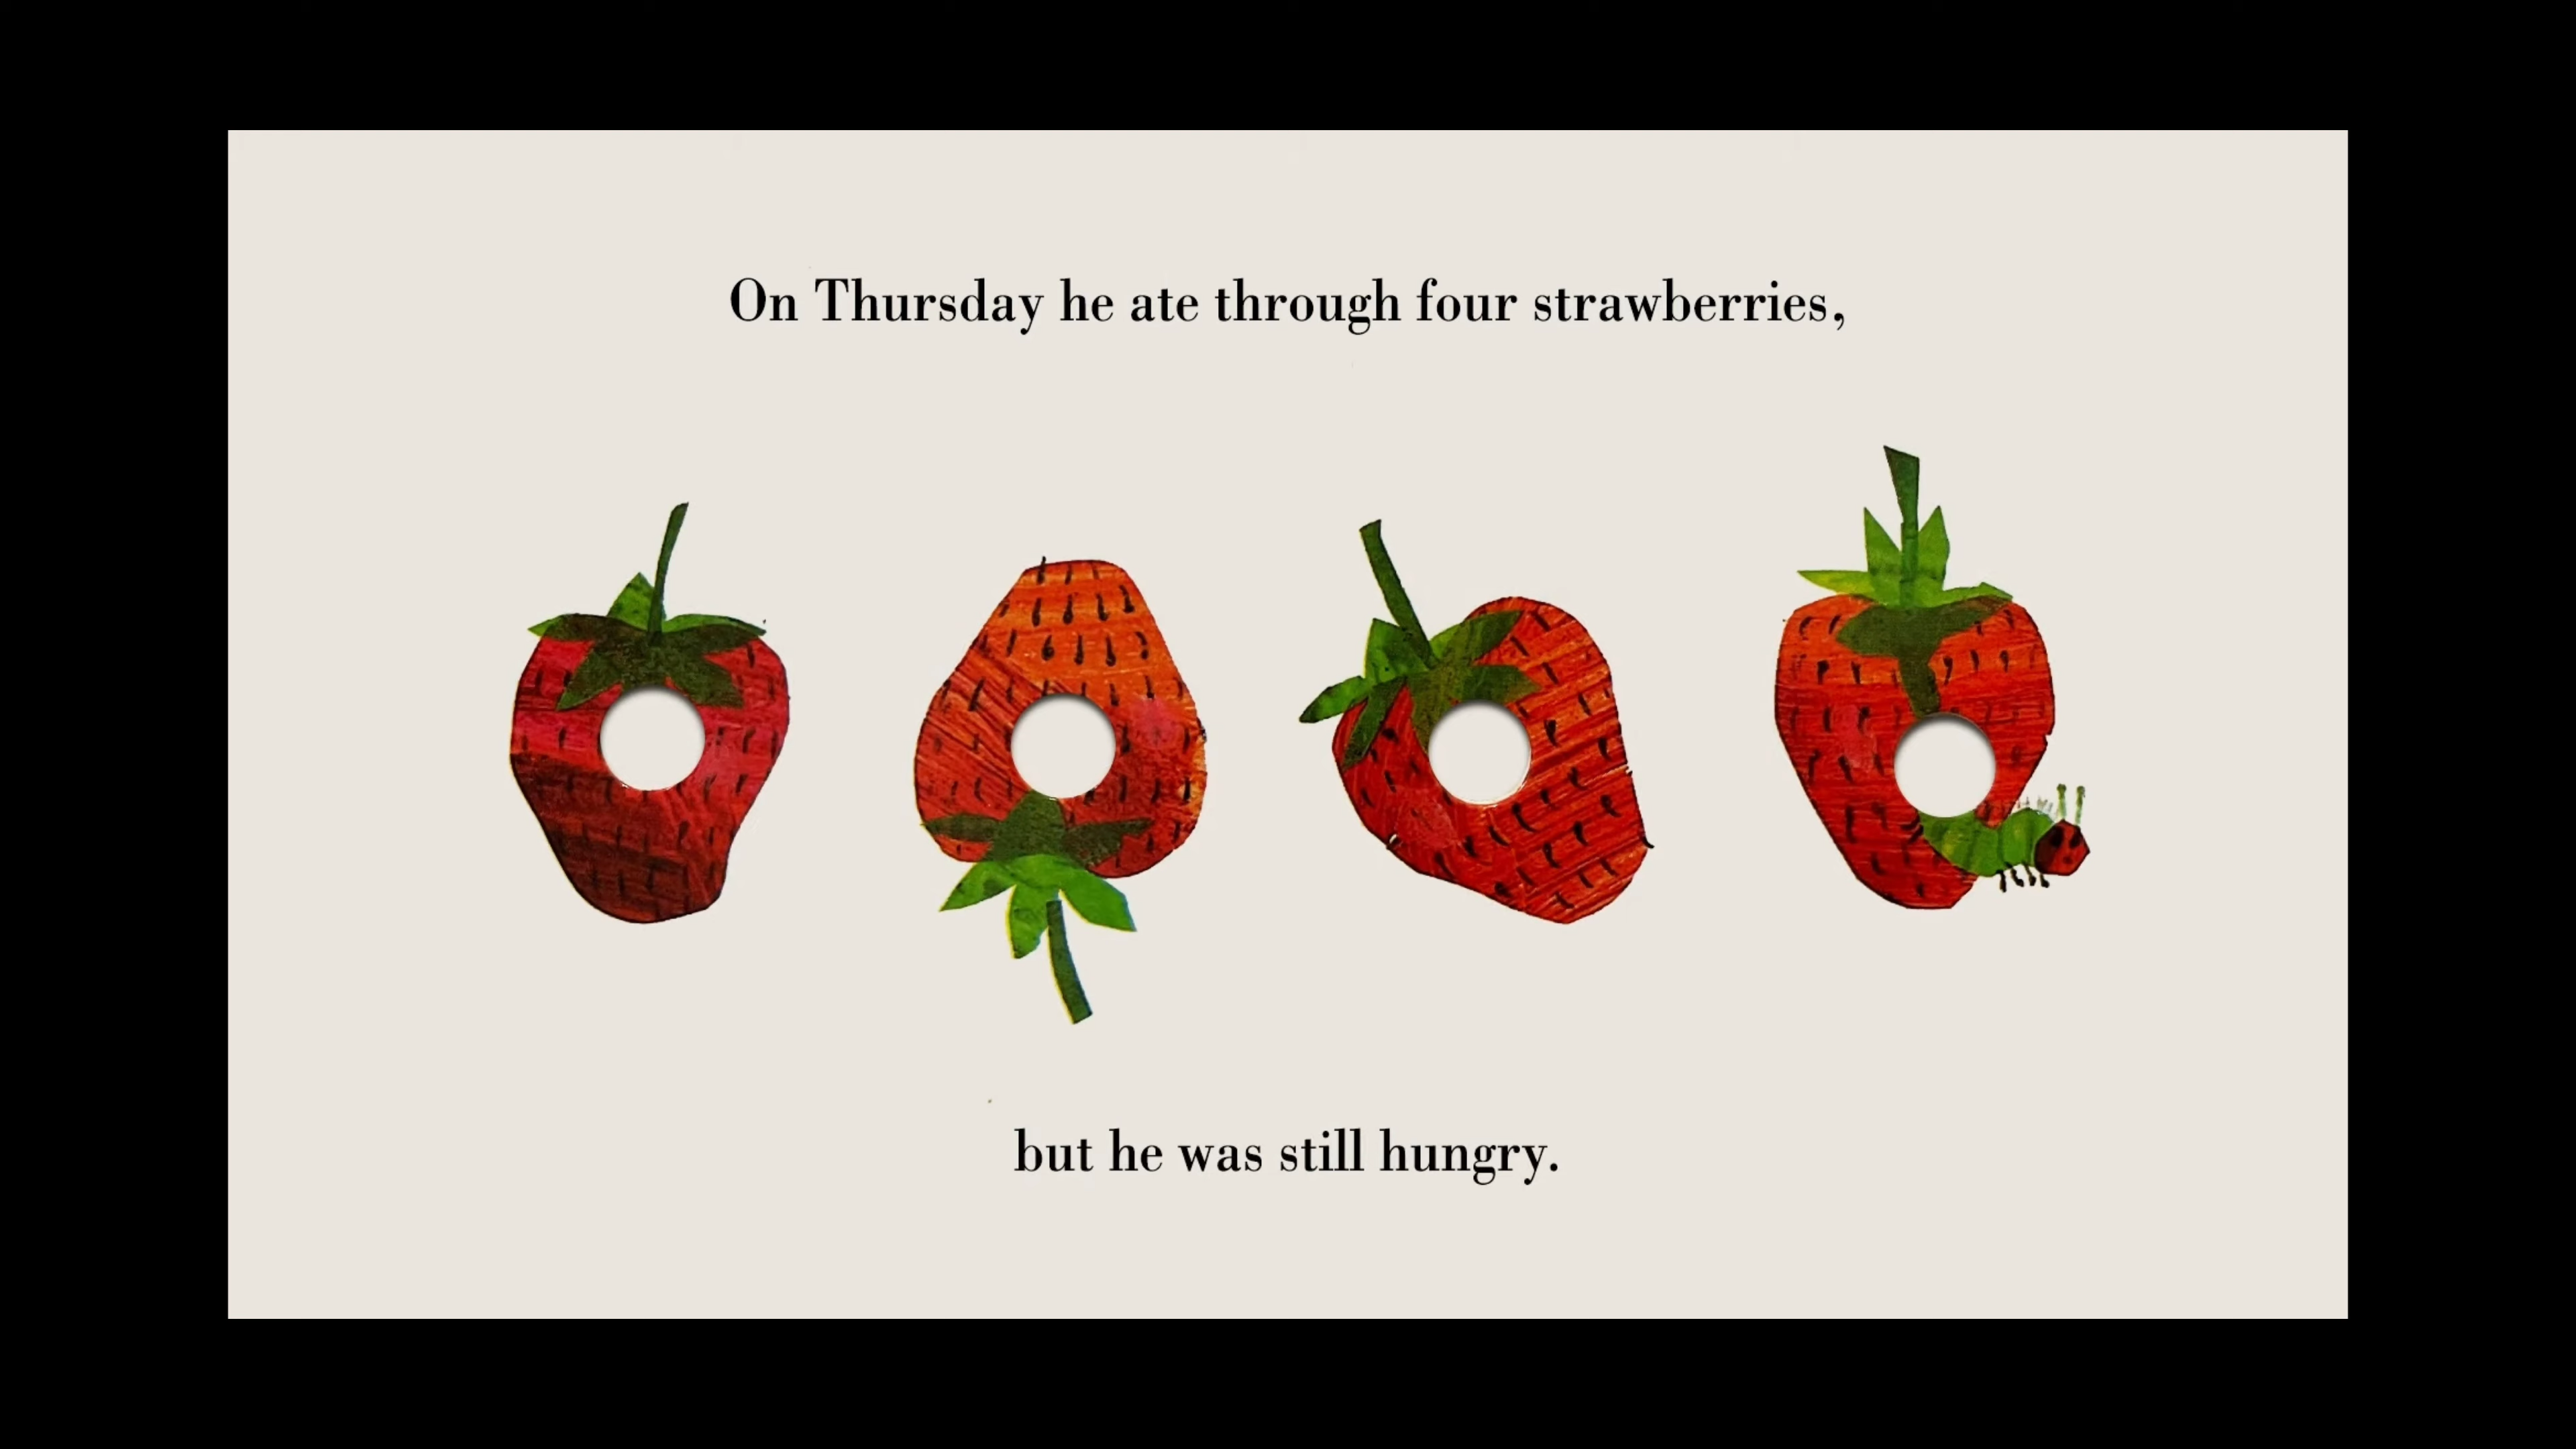 On Thursday he ate through four strawberries,
but he was still hungry.